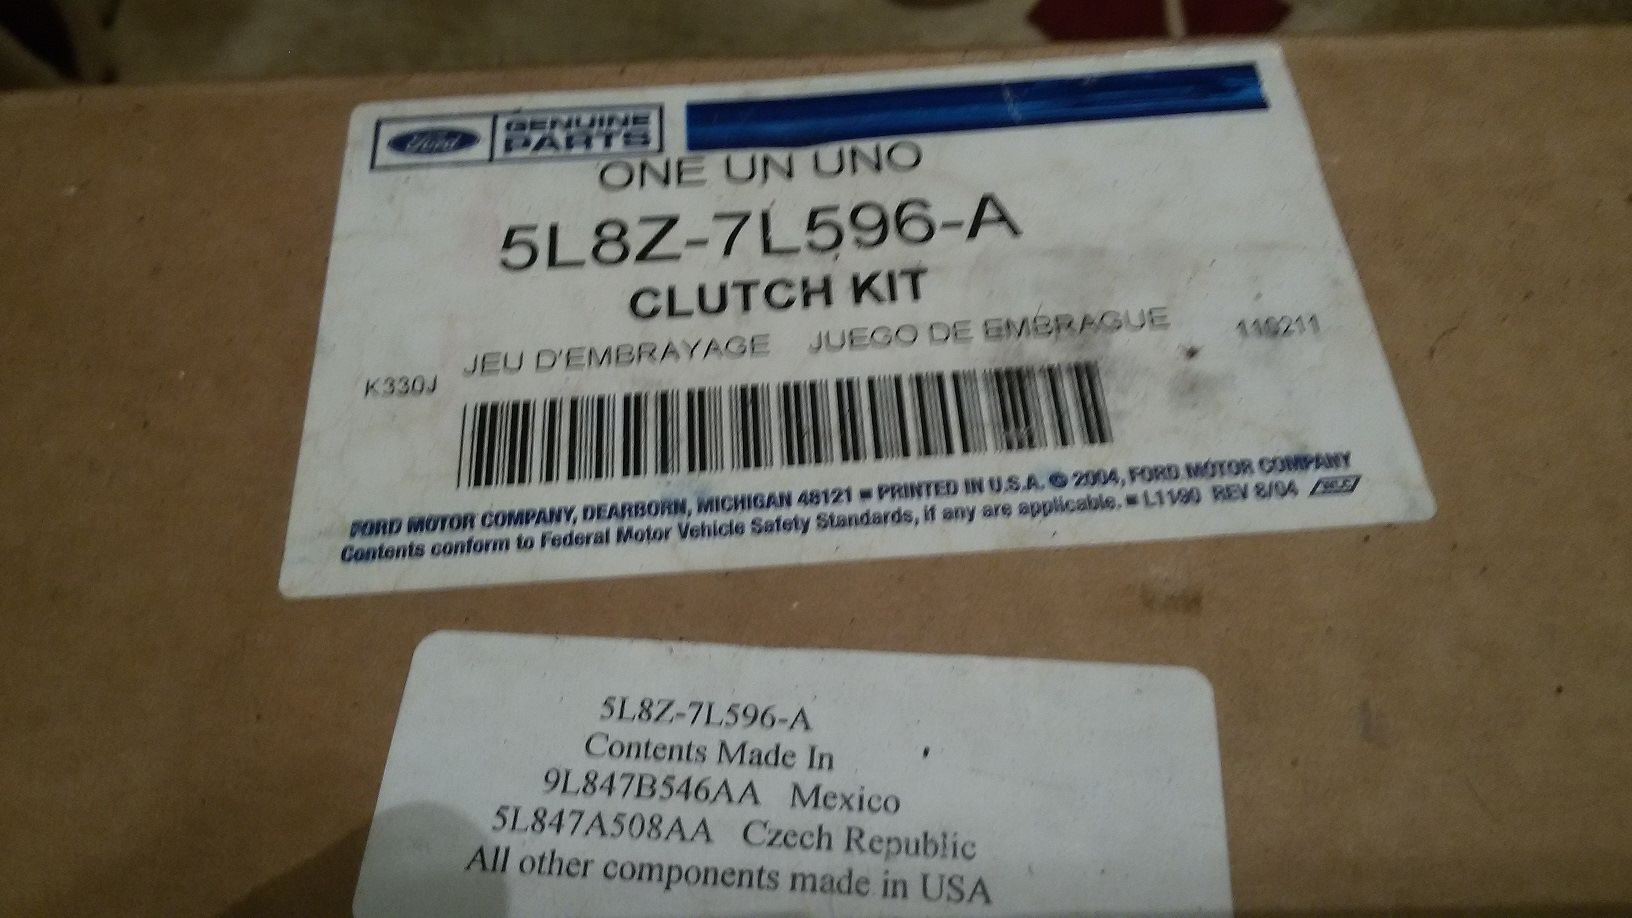 Ford GENUINE
PARTS
ONE UN UNO
5L8Z-7L596-A
CLUTCH KIT
JEU D'EMBRAYAGE JUEGO DE EMBRAGUE
K330J
FORD MOTOR COMPANY, DEARBORN, MICHIGAN 48121 ▪ PRINTED IN U.S.A. © 2004, FORD MOTOR COMPANY
Contents conform to Federal Motor Vehicle Safety Standards, if any are applicable. ▪ L1190 REV 8/04
5L8Z-7L596-A
Contents Made In
9L847B546AA Mexico
5L847A508AA Czech Republic
All other components made in USA